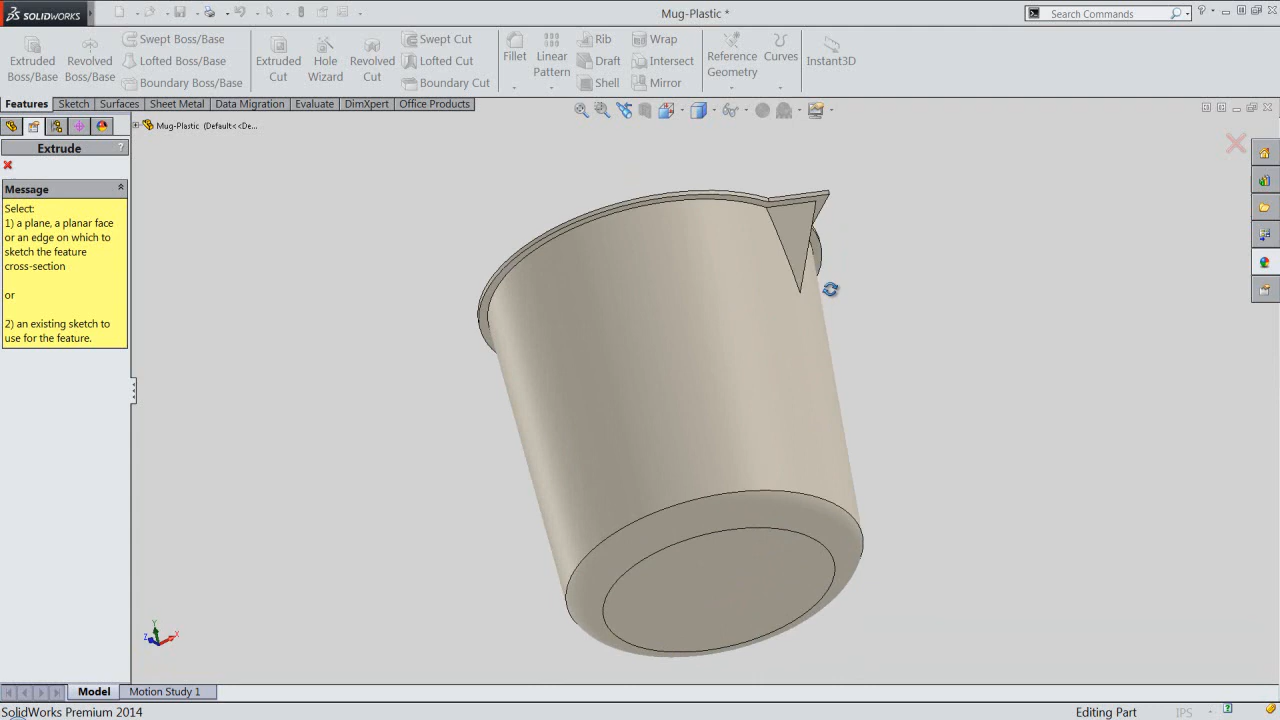 SOLIDWORKS
Mug-Plastic *
Search Commands
?
Extruded
Boss/Base
Revolved
Boss/Base
Swept Boss/Base
Lofted Boss/Base
Boundary Boss/Base
Extruded
Cut
Hole
Wizard
Revolved
Cut
Swept Cut
Lofted Cut
Boundary Cut
Fillet
Linear
Pattern
Rib
Draft
Shell
Wrap
Intersect
Mirror
Reference
Geometry
Curves
Instant3D
Features Sketch Surfaces Sheet Metal Data Migration Evaluate DimXpert Office Products
Mug-Plastic (Default<<De...
Extrude ?
Message
Select:
1) a plane, a planar face
or an edge on which to
sketch the feature
cross-section
or
2) an existing sketch to
use for the feature.
Y
Z
X
Model Motion Study 1
SolidWorks Premium 2014 Editing Part IPS ?